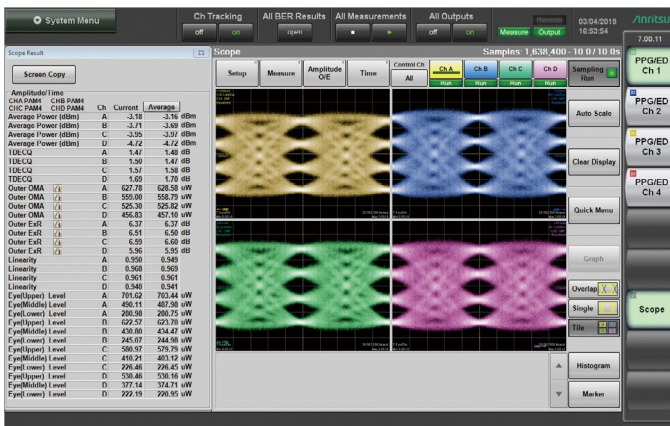 System Menu
Ch Tracking
off on
All BER Results
open
All Measurements
All Outputs
off on
Remote
Measure Output
03/04/2019
16:53:54
Anritsu
7.00.11
Scope Result
Screen Copy
Amplitude/Time
CHA PAM4 CHB PAM4
CHC PAM4 CHD PAM4 Ch Current Average
Average Power (dBm) A -3.18 -3.16 dBm
Average Power (dBm) B -3.71 -3.69 dBm
Average Power (dBm) C -3.95 -3.97 dBm
Average Power (dBm) D -4.72 -4.72 dBm
TDECQ A 1.47 1.48 dB
TDECQ B 1.50 1.47 dB
TDECQ C 1.57 1.58 dB
TDECQ D 1.69 1.70 dB
Outer OMA A 627.78 628.58 uW
Outer OMA B 559.00 558.79 uW
Outer OMA C 525.30 525.82 uW
Outer OMA D 456.83 457.10 uW
Outer ExR A 6.37 6.37 dB
Outer ExR B 6.51 6.50 dB
Outer ExR C 6.59 6.60 dB
Outer ExR D 5.96 5.95 dB
Linearity A 0.950 0.949
Linearity B 0.968 0.969
Linearity C 0.961 0.961
Linearity D 0.940 0.941
Eye(Upper) Level A 701.62 703.44 uW
Eye(Middle) Level A 490.11 487.98 uW
Eye(Lower) Level A 280.98 280.75 uW
Eye(Upper) Level B 622.57 623.70 uW
Eye(Middle) Level B 430.80 434.47 uW
Eye(Lower) Level B 245.07 244.98 uW
Eye(Upper) Level C 580.97 579.79 uW
Eye(Middle) Level C 410.21 403.12 uW
Eye(Lower) Level C 226.46 226.45 uW
Eye(Upper) Level D 530.46 530.16 uW
Eye(Middle) Level D 377.14 374.71 uW
Eye(Lower) Level D 222.19 220.95 uW
Scope
Samples: 1,638,400 - 10.0 / 10.0s
Setup
Measure
Amplitude
O/E
Time
Control Ch
All
Ch A
Run
Ch B
Run
Ch C
Run
Ch D
Run
Sampling
Run
Auto Scale
Clear Display
Quick Menu
Graph
Overlap
Single
Tile
Histogram
Marker
PPG/ED
Ch 1
PPG/ED
Ch 2
PPG/ED
Ch 3
PPG/ED
Ch 4
Scope